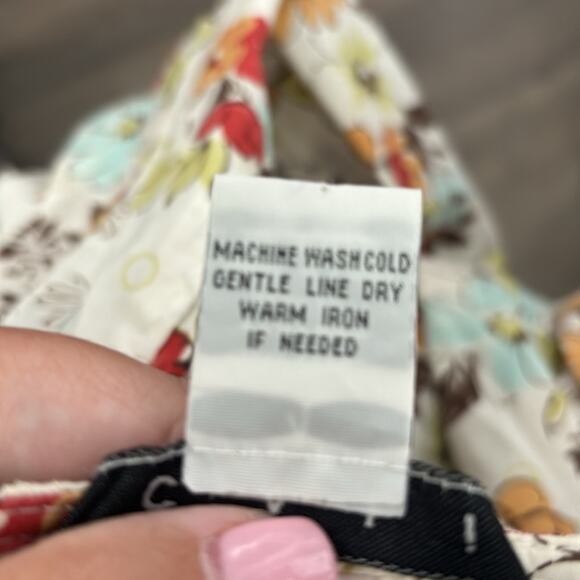 MACHINE WASH COLD
GENTLE LINE DRY
WARM IRON
IF NEEDED